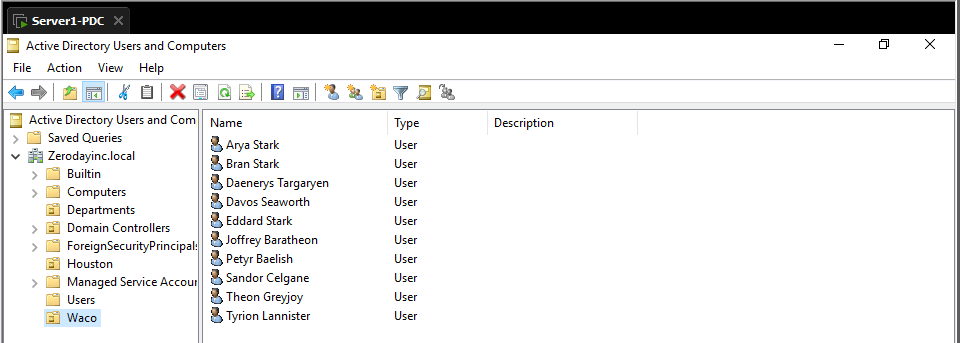 Server1-PDC
Active Directory Users and Computers
File Action View Help
Active Directory Users and Com
Saved Queries
Zerodayinc.local
Builtin
Computers
Departments
Domain Controllers
ForeignSecurityPrincipals
Houston
Managed Service Accour
Users
Waco
Name Type Description
Arya Stark User
Bran Stark User
Daenerys Targaryen User
Davos Seaworth User
Eddard Stark User
Joffrey Baratheon User
Petyr Baelish User
Sandor Celgane User
Theon Greyjoy User
Tyrion Lannister User